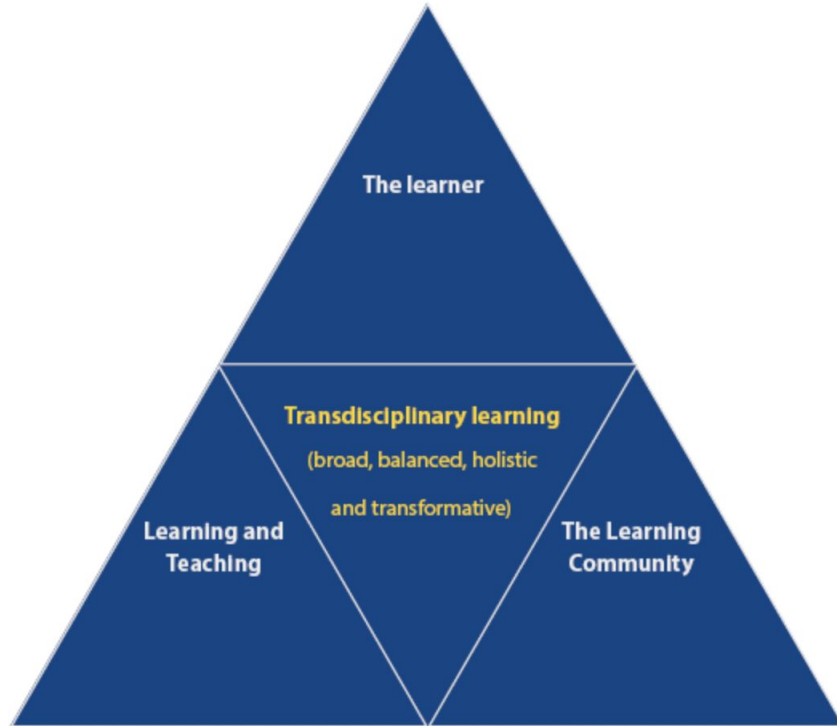 The learner
Transdisciplinary learning
(broad, balanced, holistic
and transformative)
Learning and
Teaching
The Learning
Community